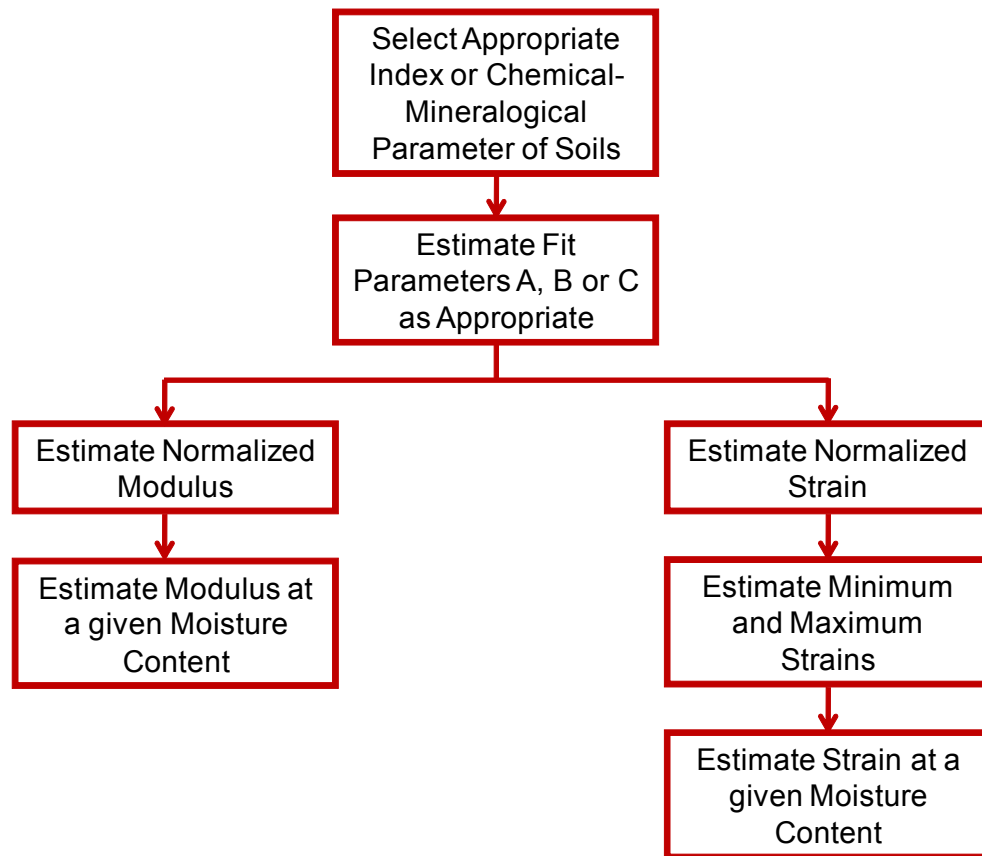 Select Appropriate
Index or Chemical-
Mineralogical
Parameter of Soils
Estimate Fit
Parameters A, B or C
as Appropriate
Estimate Normalized
Modulus
Estimate Modulus at
a given Moisture
Content
Estimate Normalized
Strain
Estimate Minimum
and Maximum
Strains
Estimate Strain at a
given Moisture
Content